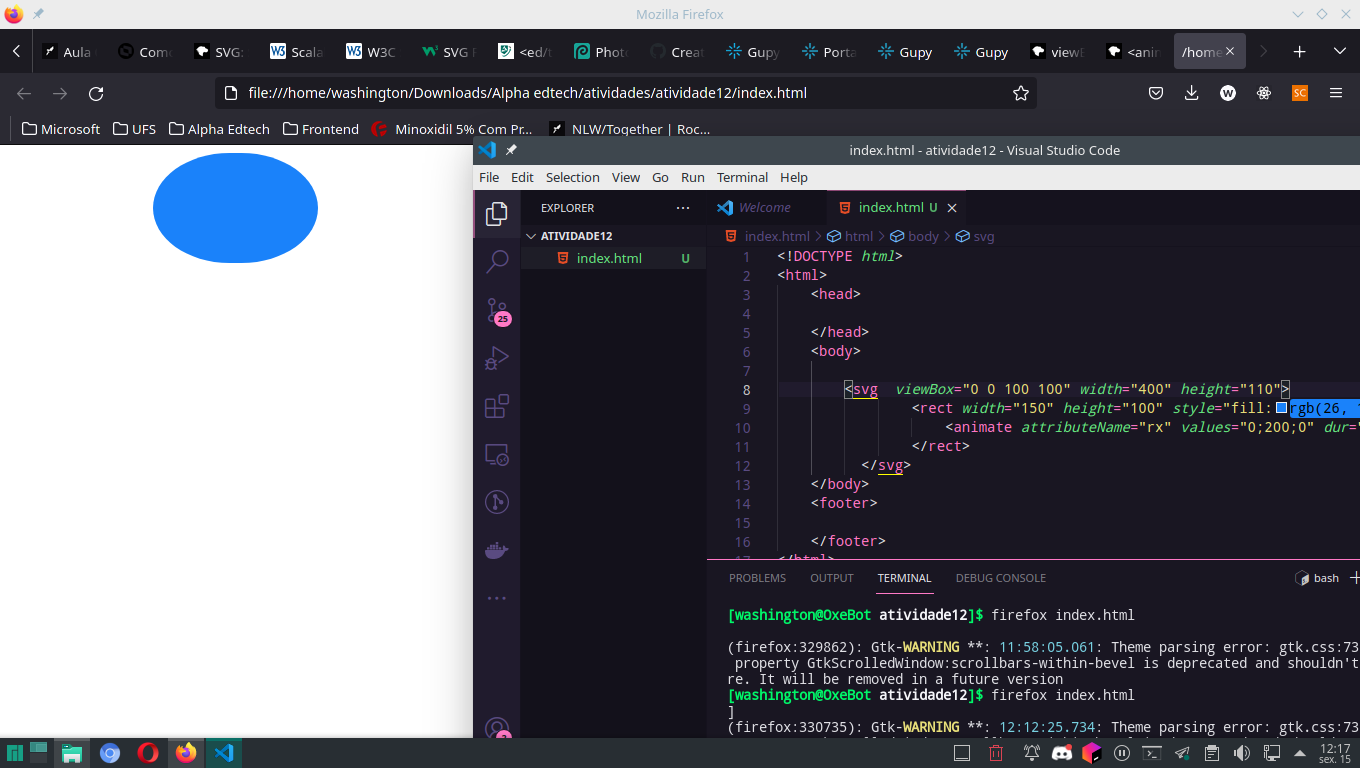 Mozilla Firefox
Aula
Com
SVG:
Scala
W3C
SVG
<ed/t
Photo
Creat
Gupy
Porta
Gupy
Gupy
view
<ani
/home
file:///home/washington/Downloads/Alpha edtech/atividades/atividade12/index.html
W
SC
Microsoft
UFS
Alpha Edtech
Frontend
Minoxidil 5% Com Pr...
NLW/Together | Roc...
index.html - atividade12 - Visual Studio Code
File Edit Selection View Go Run Terminal Help
EXPLORER ...
ATIVIDADE12
index.html U
25
Welcome
index.html U
index.html > html > body > svg
1 <!DOCTYPE html>
2 <html>
3 <head>
4
5 </head>
6 <body>
7
8 <svg viewBox="0 0 100 100" width="400" height="110">
9 <rect width="150" height="100" style="fill: rgb(26, 1
10 <animate attributeName="rx" values="0;200;0" dur="
11 </rect>
12 </svg>
13 </body>
14 <footer>
15
16 </footer>
17 </html>
PROBLEMS OUTPUT TERMINAL DEBUG CONSOLE
bash
[washington@OxeBot atividade12]$ firefox index.html
(firefox:329862): Gtk-WARNING **: 11:58:05.061: Theme parsing error: gtk.css:73
property GtkScrolledWindow:scrollbars-within-bevel is deprecated and shouldn't
re. It will be removed in a future version
[washington@OxeBot atividade12]$ firefox index.html
]
(firefox:330735): Gtk-WARNING **: 12:12:25.734: Theme parsing error: gtk.css:73
12:17
sex. 15